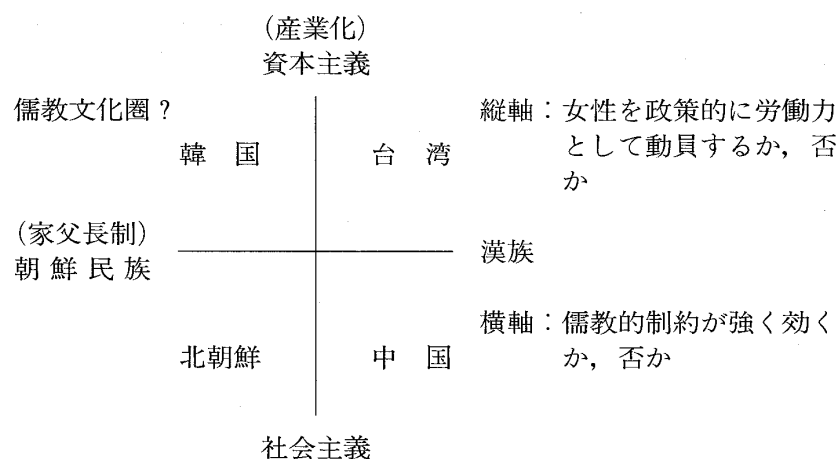 （産業化）
資本主義
儒教文化圏？
韓　国
台　湾
縦軸：女性を政策的に労働力
として動員するか，否
か
（家父長制）
朝鮮民族
漢族
北朝鮮
中　国
横軸：儒教的制約が強く効く
か，否か
社会主義